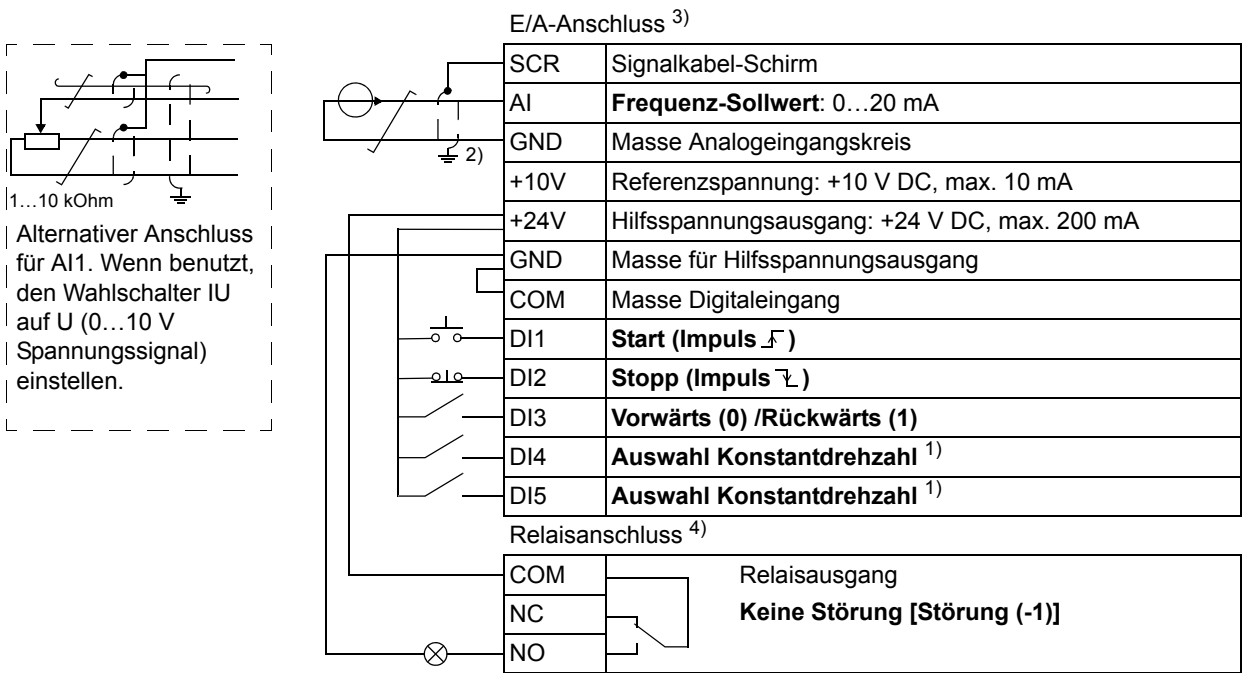 E/A-Anschluss 3)
SCR Signalkabel-Schirm
AI Frequenz-Sollwert: 0…20 mA
GND Masse Analogeingangskreis
2)
+10V Referenzspannung: +10 V DC, max. 10 mA
+24V Hilfsspannungsausgang: +24 V DC, max. 200 mA
GND Masse für Hilfsspannungsausgang
COM Masse Digitaleingang
DI1 Start (Impuls )
DI2 Stopp (Impuls )
DI3 Vorwärts (0) /Rückwärts (1)
DI4 Auswahl Konstantdrehzahl 1)
DI5 Auswahl Konstantdrehzahl 1)
1…10 kOhm
Alternativer Anschluss
für AI1. Wenn benutzt,
den Wahlschalter IU
auf U (0…10 V
Spannungssignal)
einstellen.
Relaisanschluss 4)
COM Relaisausgang
NC Keine Störung [Störung (-1)]
NO